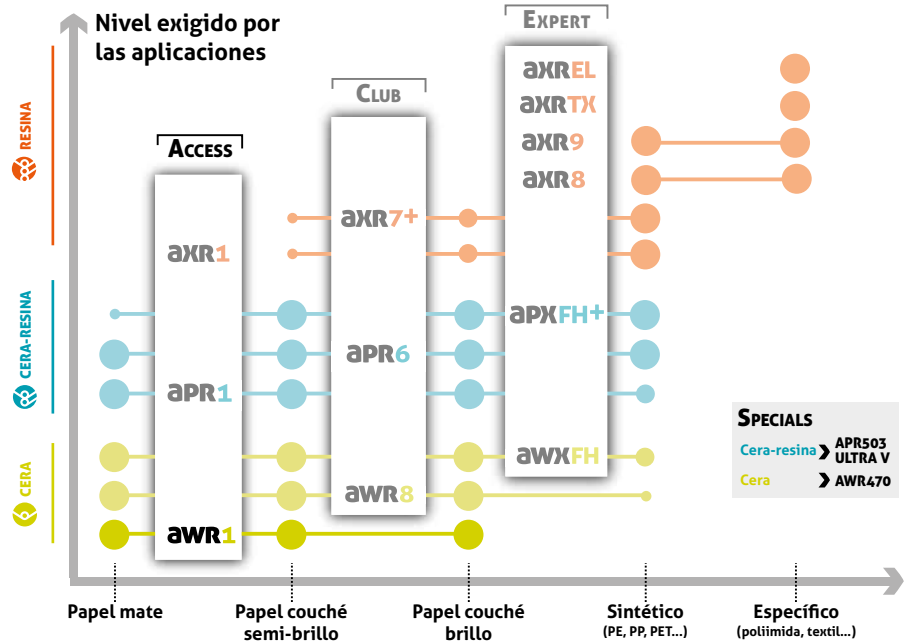 Nivel exigido por
las aplicaciones
EXPERT
CLUB
ACCESS
RESINA
CERA-RESINA
CERA
aXREL
aXRTX
aXR9
aXR8
aXR7+
aXR1
aPXFH+
aPR6
aPR1
aWXFH
aWR8
aWR1
SPECIALS
Cera-resina APR503
ULTRA V
Cera AWR470
Papel mate
Papel couché
semi-brillo
Papel couché
brillo
Sintético
(PE, PP, PET...)
Específico
(poliimida, textil...)